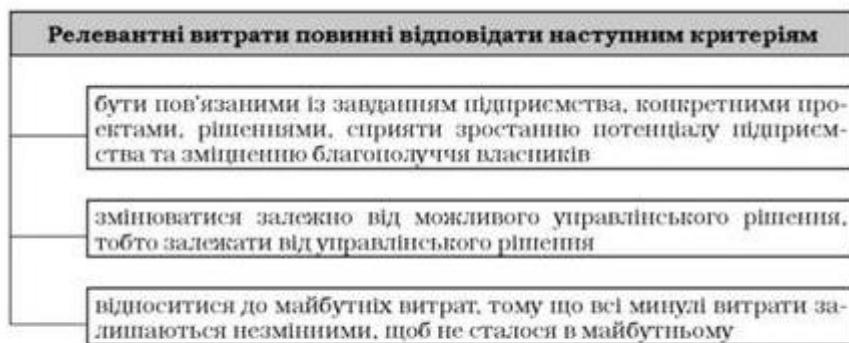 Релевантні витрати повинні відповідати наступним критеріям
бути пов'язаними із завданням підприємства, конкретними про-
ектами, рішеннями, сприяти зростанню потенціалу підприєм-
ства та зміцненню благополуччя власників
змінюватися залежно від можливого управлінського рішення,
тобто залежати від управлінського рішення
відноситися до майбутніх витрат, тому що всі минулі витрати за-
лишаються незмінними, щоб не сталося в майбутньому